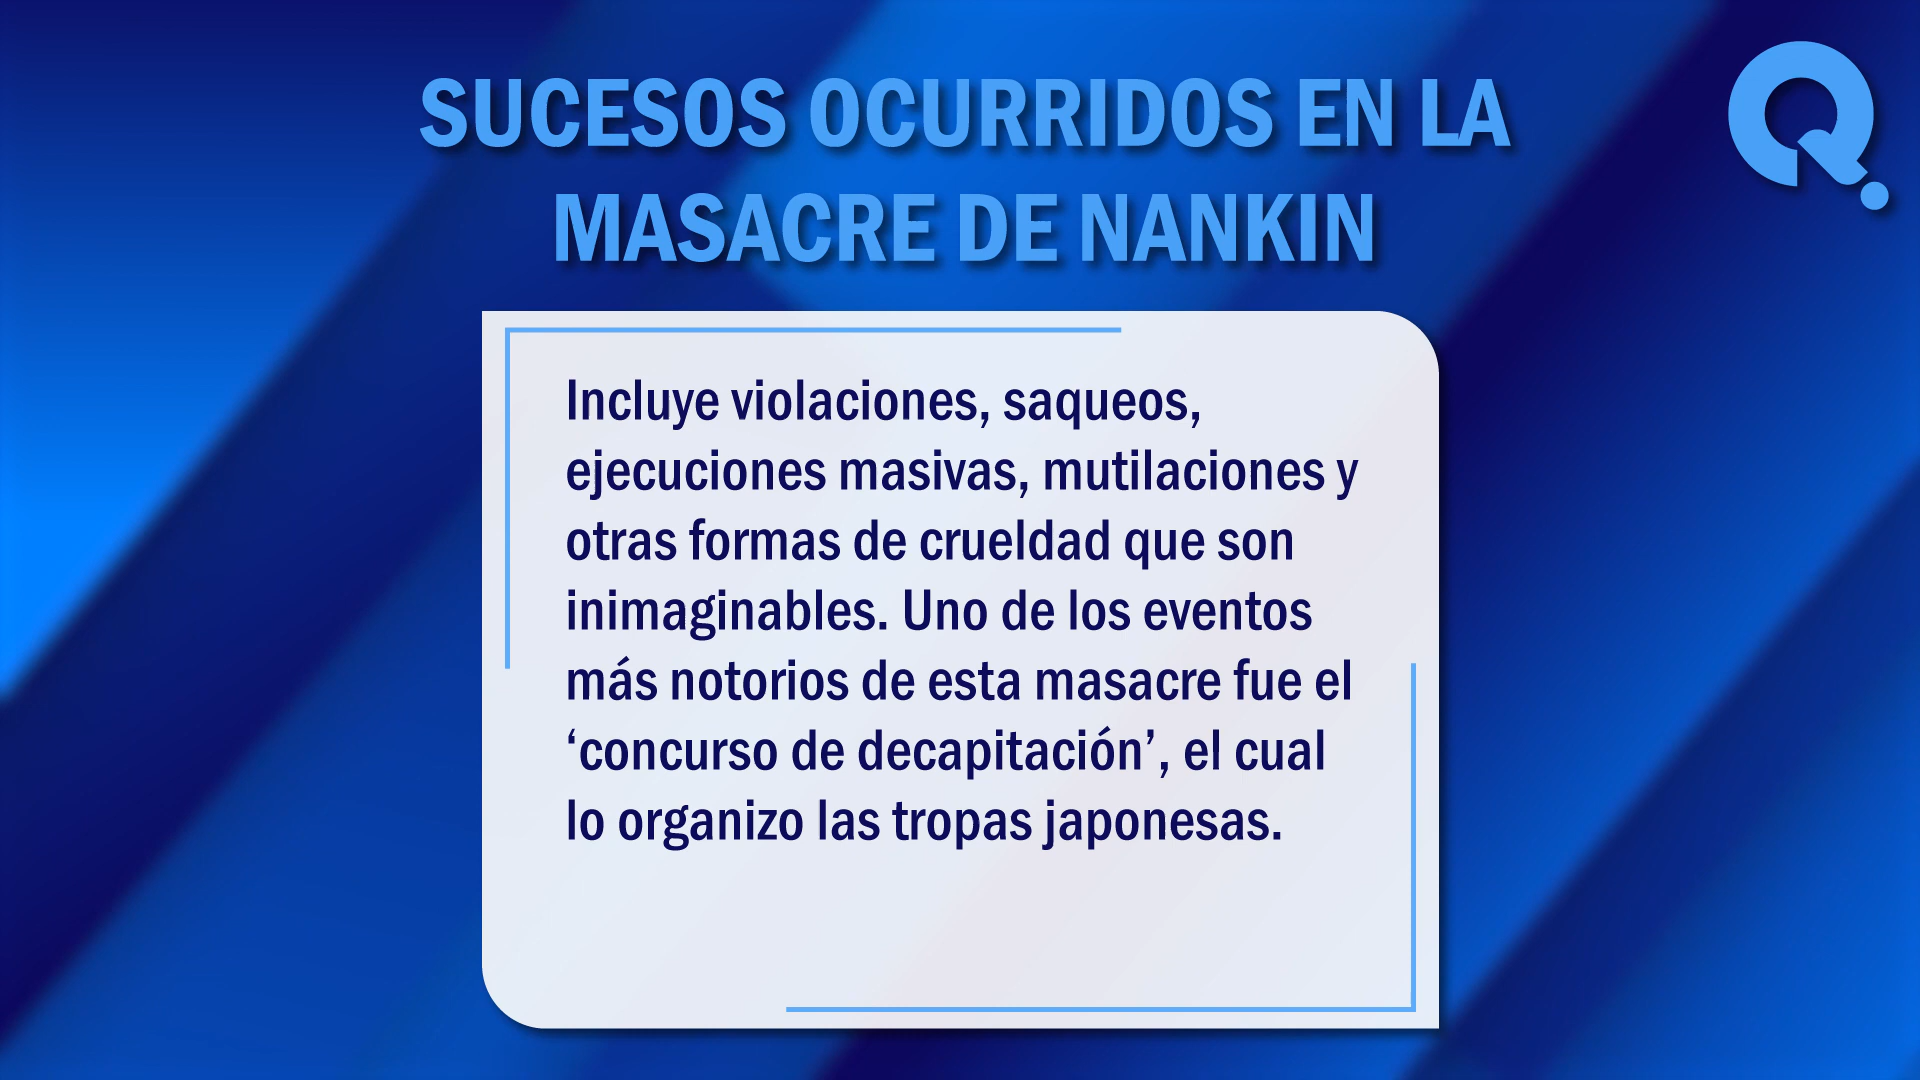 SUCESOS OCURRIDOS EN LA
MASACRE DE NANKIN
Incluye violaciones, saqueos,
ejecuciones masivas, mutilaciones y
otras formas de crueldad que son
inimaginables. Uno de los eventos
más notorios de esta masacre fue el
‘concurso de decapitación’, el cual
lo organizo las tropas japonesas.